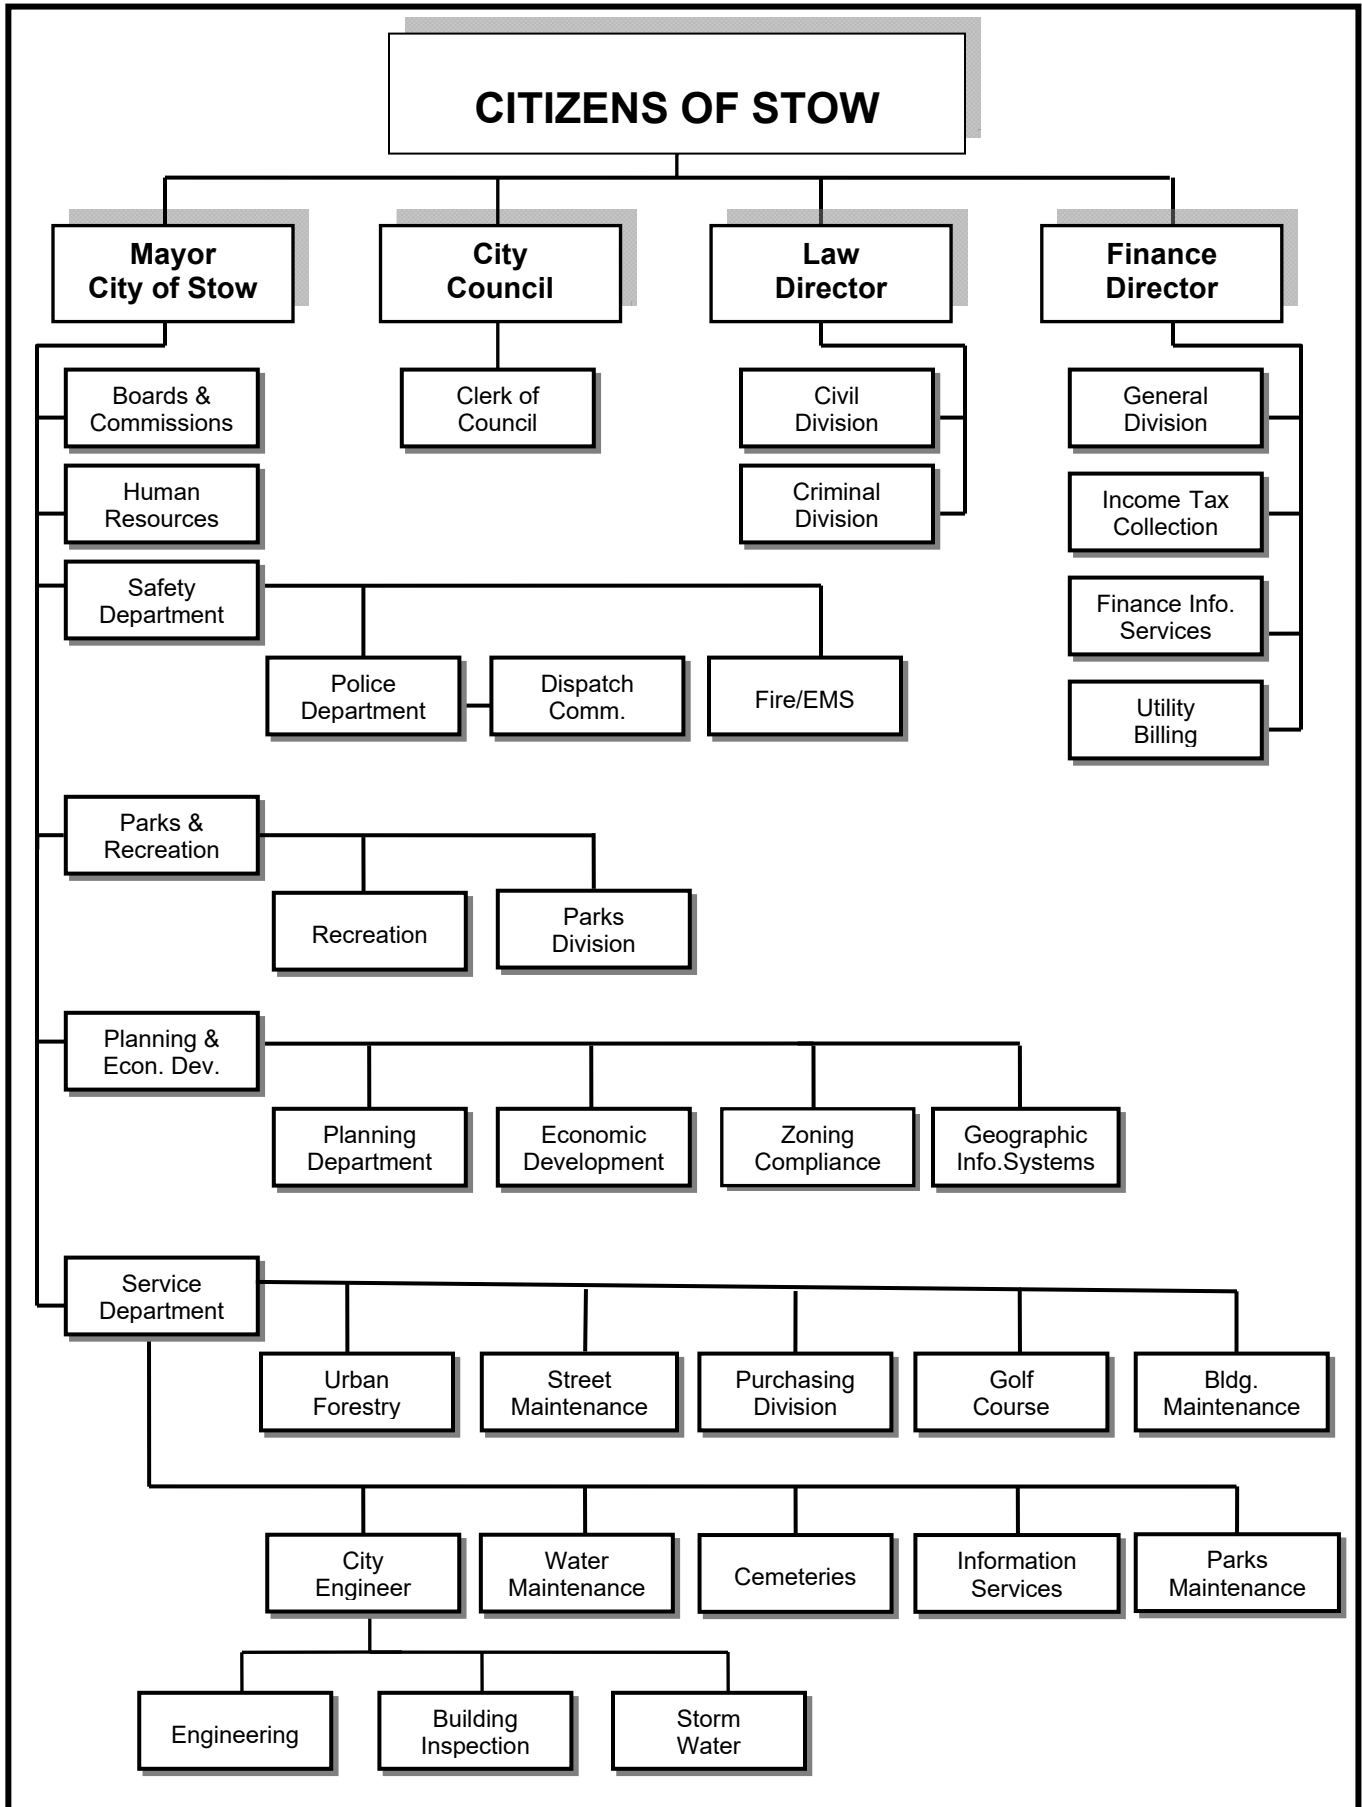 CITIZENS OF STOW
Mayor
City of Stow
City
Council
Law
Director
Finance
Director
Boards &
Commissions
Clerk of
Council
Civil
Division
General
Division
Human
Resources
Criminal
Division
Income Tax
Collection
Safety
Department
Finance Info.
Services
Police
Department
Dispatch
Comm.
Fire/EMS
Utility
Billing
Parks &
Recreation
Recreation
Parks
Division
Planning &
Econ. Dev.
Planning
Department
Economic
Development
Zoning
Compliance
Geographic
Info.Systems
Service
Department
Urban
Forestry
Street
Maintenance
Purchasing
Division
Golf
Course
Bldg.
Maintenance
City
Engineer
Water
Maintenance
Cemeteries
Information
Services
Parks
Maintenance
Engineering
Building
Inspection
Storm
Water